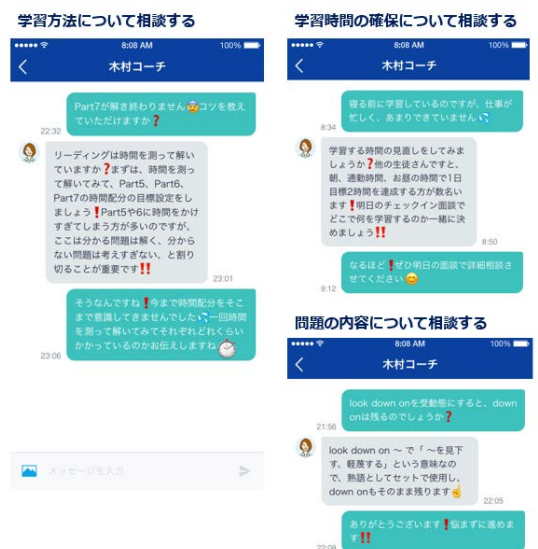 学習方法について相談する
8:08 AM
100%
木村コーチ
Part7が解き終わりません😰コツを教え
ていただけますか❓
22:32
リーディングは時間を測って解い
ていますか❓まずは、時間を測っ
て解いてみて、Part5、Part6、
Part7の時間配分の目標設定をし
ましょう❗Part5や6に時間をかけ
すぎてしまう方が多いのですが、
ここは分かる問題は解く、分から
ない問題は考えすぎない、と割り
切ることが重要です‼
23:01
そうなんですね❗今まで時間配分をそこ
まで意識してきませんでした💦一回時間
を測って解いてみてそれぞれどれくらい
かかっているのかお伝えしますね⏱
23:06
メッセージを入力
学習時間の確保について相談する
8:08 AM
100%
木村コーチ
寝る前に学習しているのですが、仕事が
忙しく、あまりできていません💦
8:34
学習する時間の見直しをしてみま
しょうか❓他の生徒さんですと、
朝、通勤時間、お昼の時間で1日
目標2時間を達成する方が数名い
ます❗明日のチェックイン面談で
どこで何を学習するのか一緒に決
めましょう‼
8:50
なるほど❗ぜひ明日の面談で詳細相談さ
せてください😊
9:12
問題の内容について相談する
8:08 AM
100%
木村コーチ
look down onを受動態にすると、down
onは残るのでしょうか❓
21:56
look down on ～ で「 ～を見下
す、軽蔑する」という意味なの
で、熟語としてセットで使用し、
down onもそのまま残ります☝
22:05
ありがとうございます❗悩まずに進めま
す‼
22:08